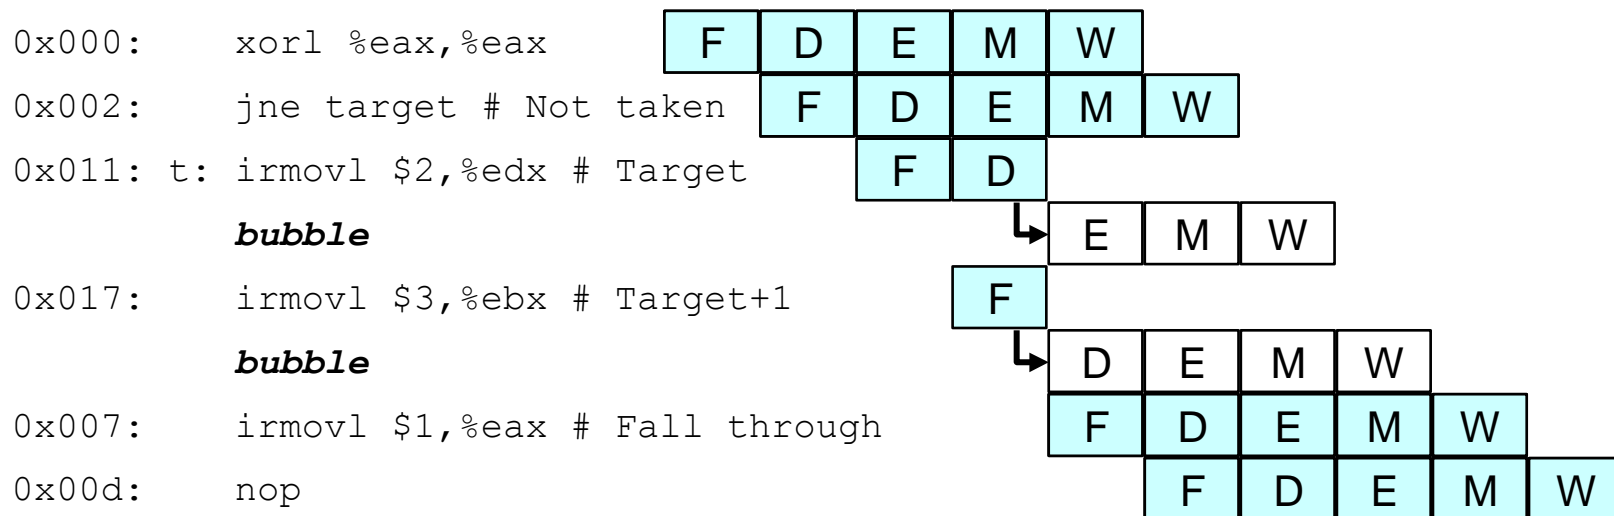 0x000: xorl %eax,%eax F D E M W
0x002: jne target # Not taken F D E M W
0x011: t: irmovl $2,%edx # Target F D
bubble E M W
0x017: irmovl $3,%ebx # Target+1 F
bubble D E M W
0x007: irmovl $1,%eax # Fall through F D E M W
0x00d: nop F D E M W